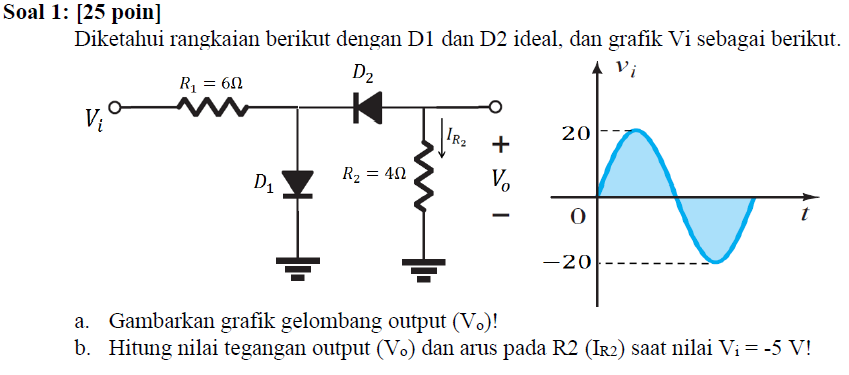 Soal 1: [25 poin]
Diketahui rangkaian berikut dengan D1 dan D2 ideal, dan grafik Vi sebagai berikut.
D₂
R₁ = 6Ω
Vᵢ
I_R₂
+
R₂ = 4Ω
Vₒ
D₁
−
vᵢ
20
O
t
−20
a. Gambarkan grafik gelombang output (Vₒ)!
b. Hitung nilai tegangan output (Vₒ) dan arus pada R2 (IR2) saat nilai Vᵢ = -5 V!